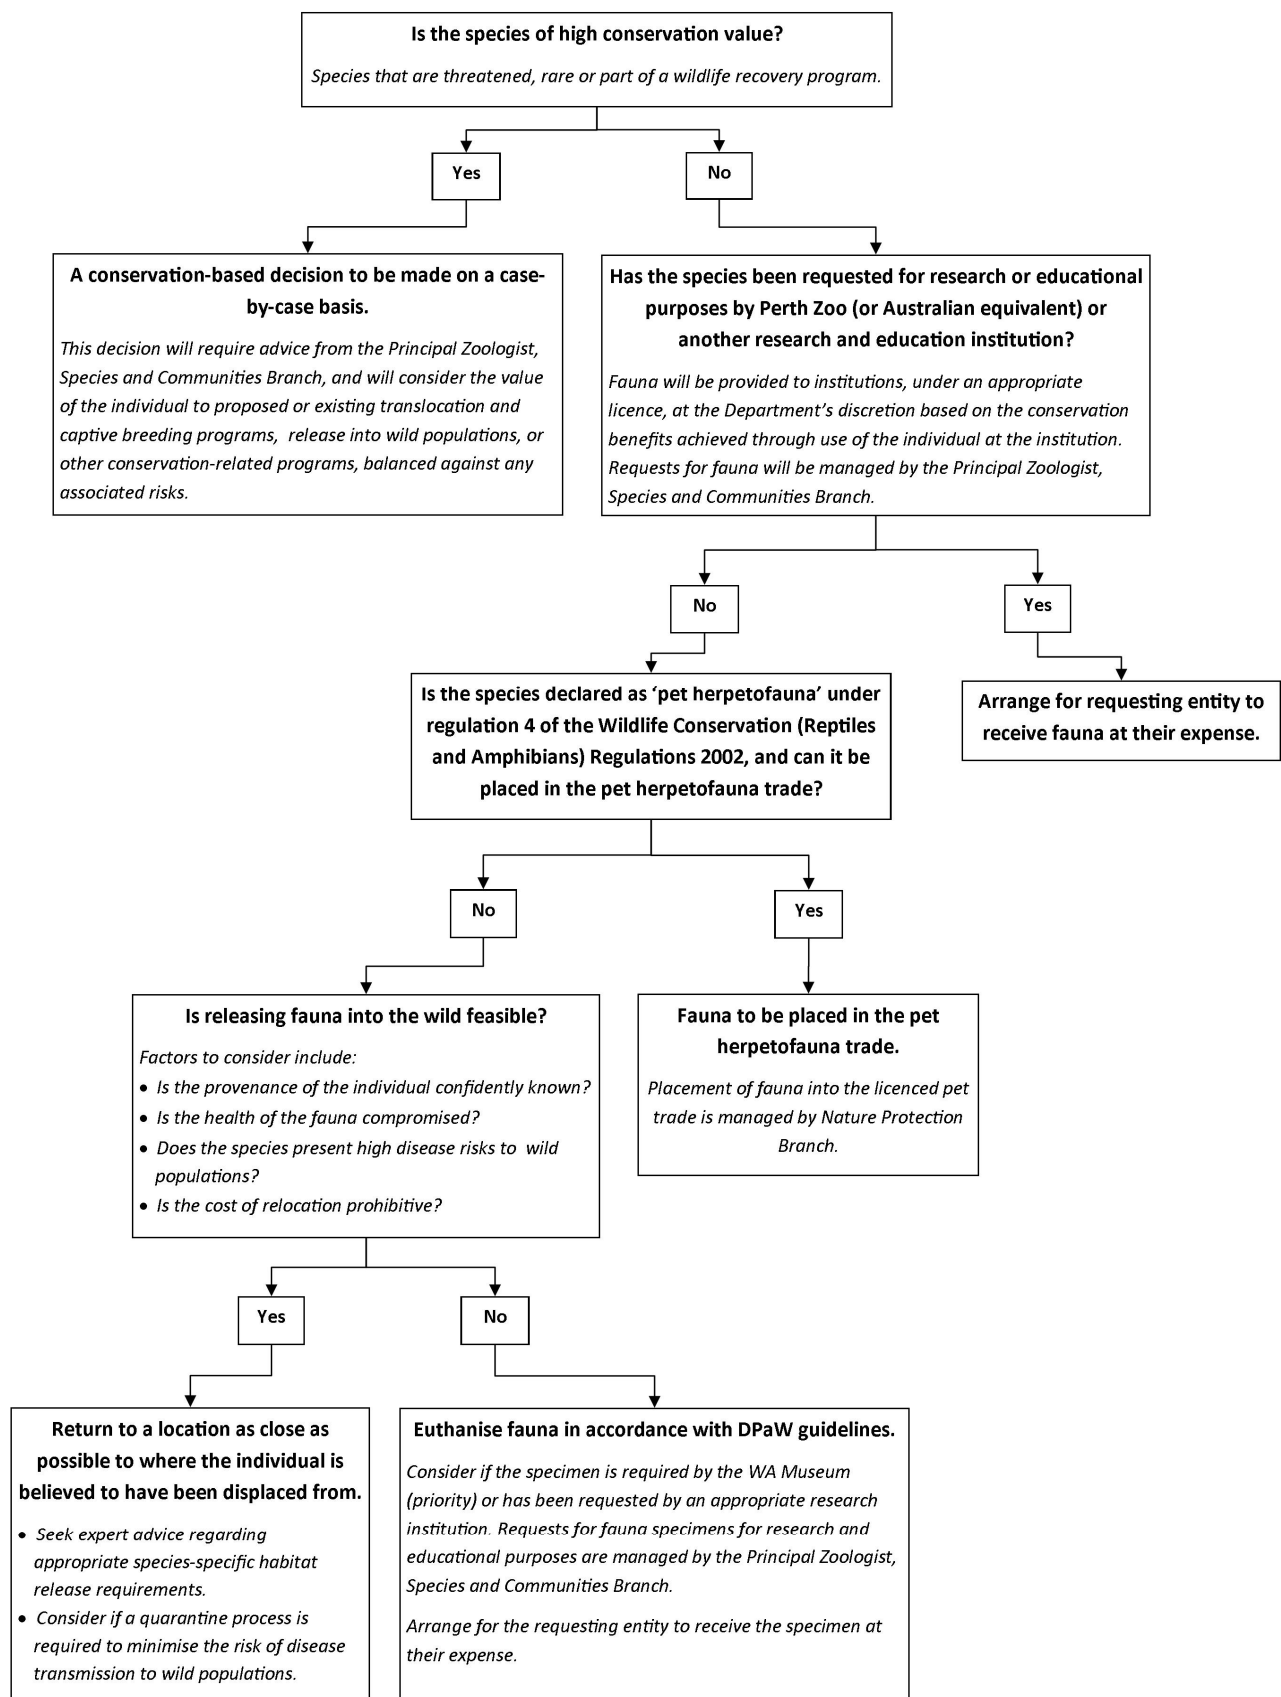 Is the species of high conservation value?
Species that are threatened, rare or part of a wildlife recovery program.
Yes
No
A conservation-based decision to be made on a case-
by-case basis.
This decision will require advice from the Principal Zoologist,
Species and Communities Branch, and will consider the value
of the individual to proposed or existing translocation and
captive breeding programs, release into wild populations, or
other conservation-related programs, balanced against any
associated risks.
Has the species been requested for research or educational
purposes by Perth Zoo (or Australian equivalent) or
another research and education institution?
Fauna will be provided to institutions, under an appropriate
licence, at the Department's discretion based on the conservation
benefits achieved through use of the individual at the institution.
Requests for fauna will be managed by the Principal Zoologist,
Species and Communities Branch.
No
Yes
Is the species declared as 'pet herpetofauna' under
regulation 4 of the Wildlife Conservation (Reptiles
and Amphibians) Regulations 2002, and can it be
placed in the pet herpetofauna trade?
Arrange for requesting entity to
receive fauna at their expense.
No
Yes
Is releasing fauna into the wild feasible?
Factors to consider include:
• Is the provenance of the individual confidently known?
• Is the health of the fauna compromised?
• Does the species present high disease risks to wild
populations?
• Is the cost of relocation prohibitive?
Fauna to be placed in the pet
herpetofauna trade.
Placement of fauna into the licenced pet
trade is managed by Nature Protection
Branch.
Yes
No
Return to a location as close as
possible to where the individual is
believed to have been displaced from.
• Seek expert advice regarding
appropriate species-specific habitat
release requirements.
• Consider if a quarantine process is
required to minimise the risk of disease
transmission to wild populations.
Euthanise fauna in accordance with DPaW guidelines.
Consider if the specimen is required by the WA Museum
(priority) or has been requested by an appropriate research
institution. Requests for fauna specimens for research and
educational purposes are managed by the Principal Zoologist,
Species and Communities Branch.
Arrange for the requesting entity to receive the specimen at
their expense.